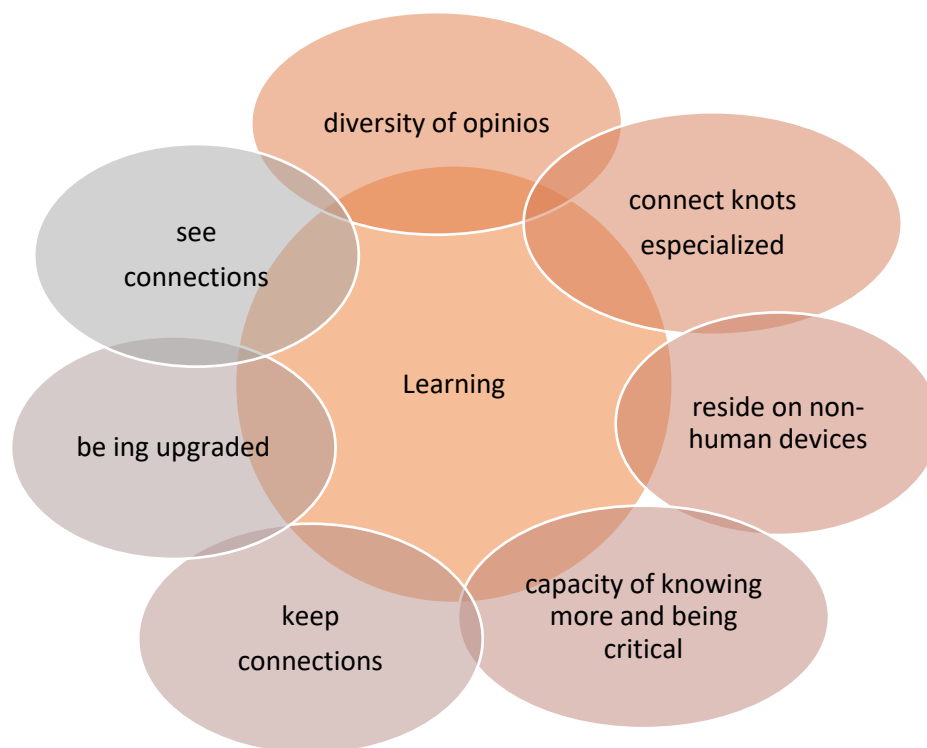 diversity of opinios
connect knots
especialized
reside on non-
human devices
capacity of knowing
more and being
critical
keep
connections
be ing upgraded
see
connections
Learning